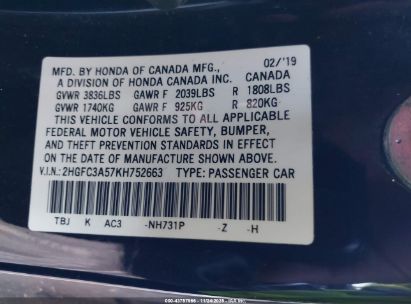 MFD. BY HONDA OF CANADA MFG., 02/'19
A DIVISION OF HONDA CANADA INC. CANADA
GVWR 3836LBS GAWR F 2039LBS R 1808LBS
GVWR 1740KG GAWR F 925KG R 820KG
THIS VEHICLE CONFORMS TO ALL APPLICABLE
FEDERAL MOTOR VEHICLE SAFETY, BUMPER,
AND THEFT PREVENTION STANDARDS IN EFFECT
ON THE DATE OF MANUFACTURE SHOWN ABOVE.
V.I.N.: 2HGFC3A57KH752663 TYPE: PASSENGER CAR
TBJ K AC3 -NH731P -Z -H